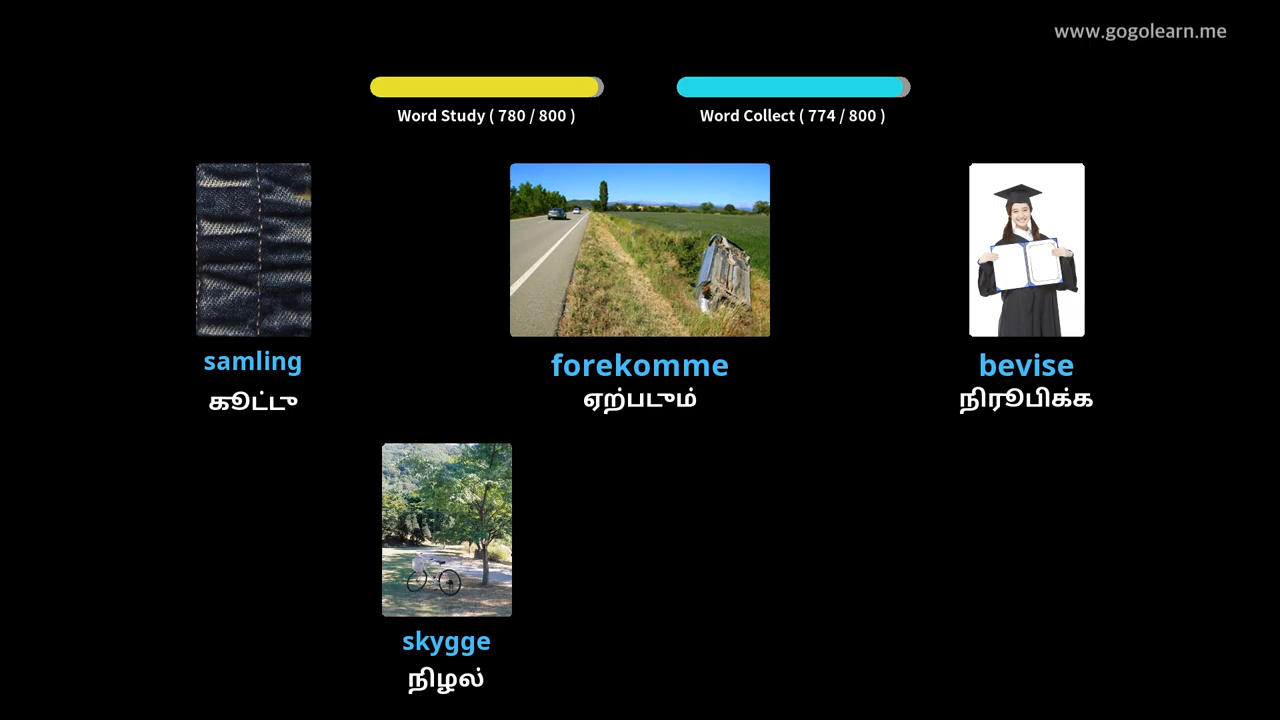 www.gogolearn.me
Word Study ( 780 / 800 )
Word Collect ( 774 / 800 )
samling
கூட்டு
forekomme
ஏற்படும்
bevise
நிரூபிக்க
skygge
நிழல்